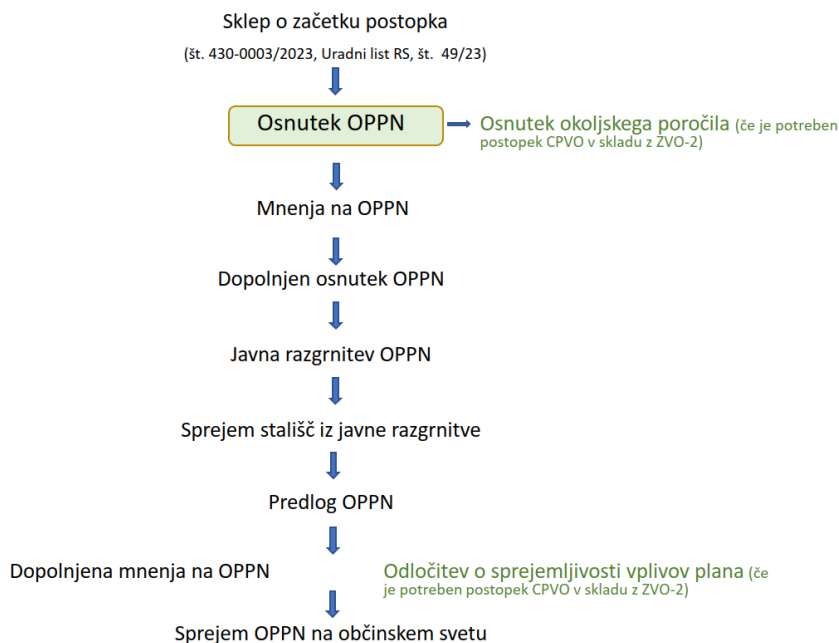 Sklep o začetku postopka
(št. 430-0003/2023, Uradni list RS, št. 49/23)
Osnutek OPPN
Osnutek okoljskega poročila (če je potreben
postopek CPVO v skladu z ZVO-2)
Mnenja na OPPN
Dopolnjen osnutek OPPN
Javna razgrnitev OPPN
Sprejem stališč iz javne razgrnitve
Predlog OPPN
Dopolnjena mnenja na OPPN
Odločitev o sprejemljivosti vplivov plana (če
je potreben postopek CPVO v skladu z ZVO-2)
Sprejem OPPN na občinskem svetu